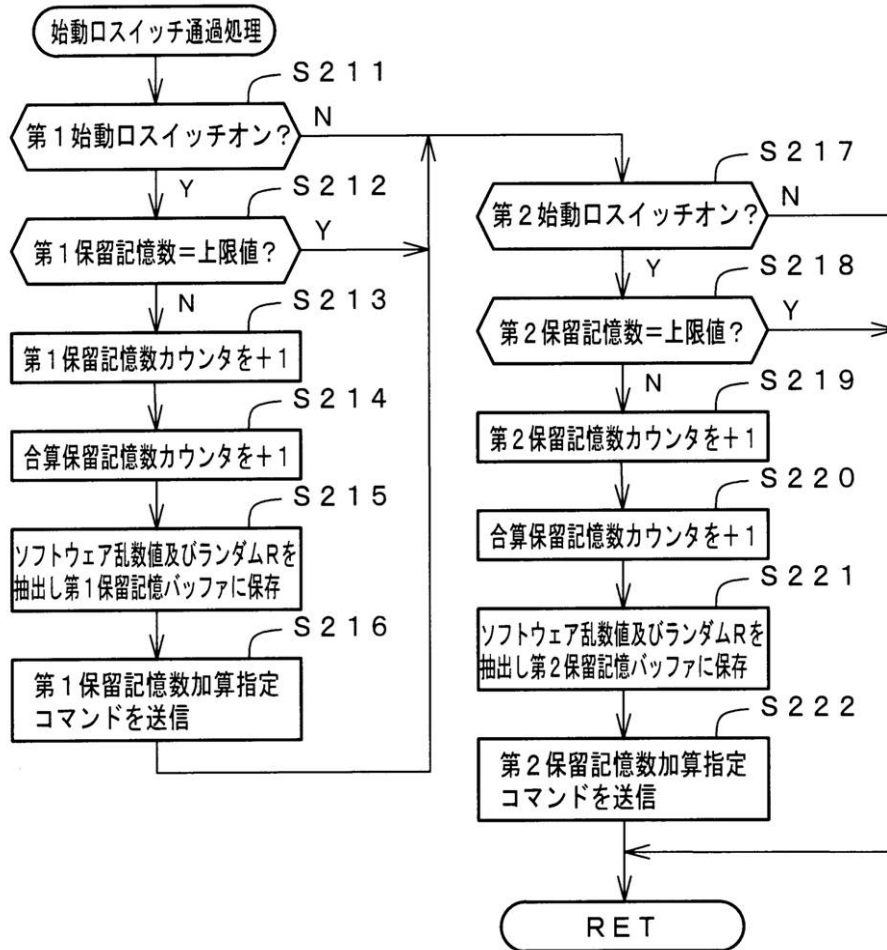 始動口スイッチ通過処理
S211
第1始動口スイッチオン?
N
Y
S212
第1保留記憶数=上限値?
Y
N
S213
第1保留記憶数カウンタを+1
S214
合算保留記憶数カウンタを+1
S215
ソフトウェア乱数値及びランダムRを
抽出し第1保留記憶バッファに保存
S216
第1保留記憶数加算指定
コマンドを送信
S217
第2始動口スイッチオン?
N
Y
S218
第2保留記憶数=上限値?
Y
N
S219
第2保留記憶数カウンタを+1
S220
合算保留記憶数カウンタを+1
S221
ソフトウェア乱数値及びランダムRを
抽出し第2保留記憶バッファに保存
S222
第2保留記憶数加算指定
コマンドを送信
RET